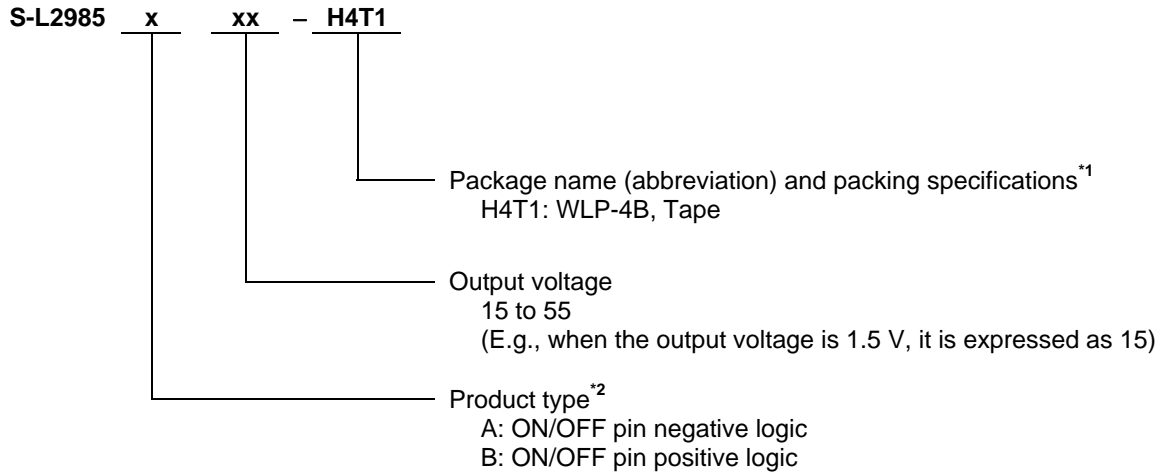 S-L2985 x xx – H4T1
Package name (abbreviation) and packing specifications*1
H4T1: WLP-4B, Tape
Output voltage
15 to 55
(E.g., when the output voltage is 1.5 V, it is expressed as 15)
Product type*2
A: ON/OFF pin negative logic
B: ON/OFF pin positive logic